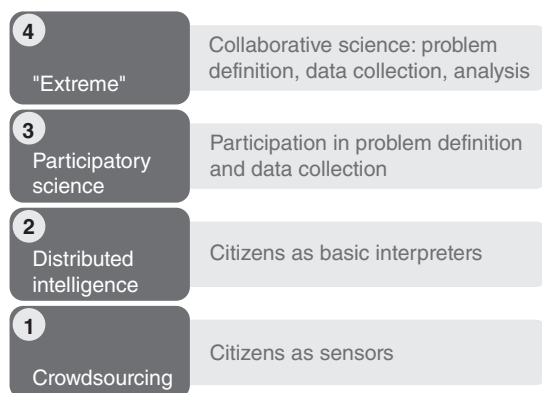 4
"Extreme"
Collaborative science: problem
definition, data collection, analysis
3
Participatory
science
Participation in problem definition
and data collection
2
Distributed
intelligence
Citizens as basic interpreters
1
Crowdsourcing
Citizens as sensors